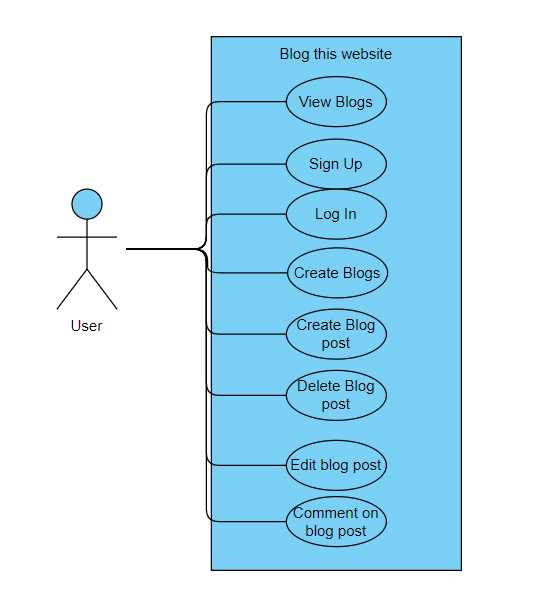 Blog this website
View Blogs
Sign Up
Log In
Create Blogs
Create Blog
post
Delete Blog
post
Edit blog post
Comment on
blog post
User